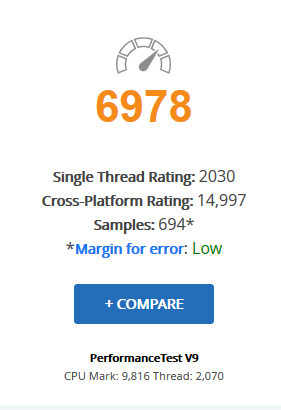 6978
Single Thread Rating: 2030
Cross-Platform Rating: 14,997
Samples: 694*
*Margin for error: Low
+ COMPARE
PerformanceTest V9
CPU Mark: 9,816 Thread: 2,070